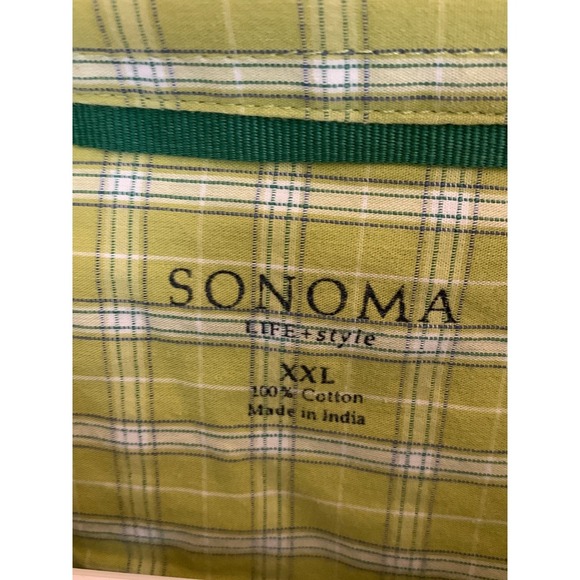 SONOMA
LIFE + style
XXL
100% Cotton
Made in India